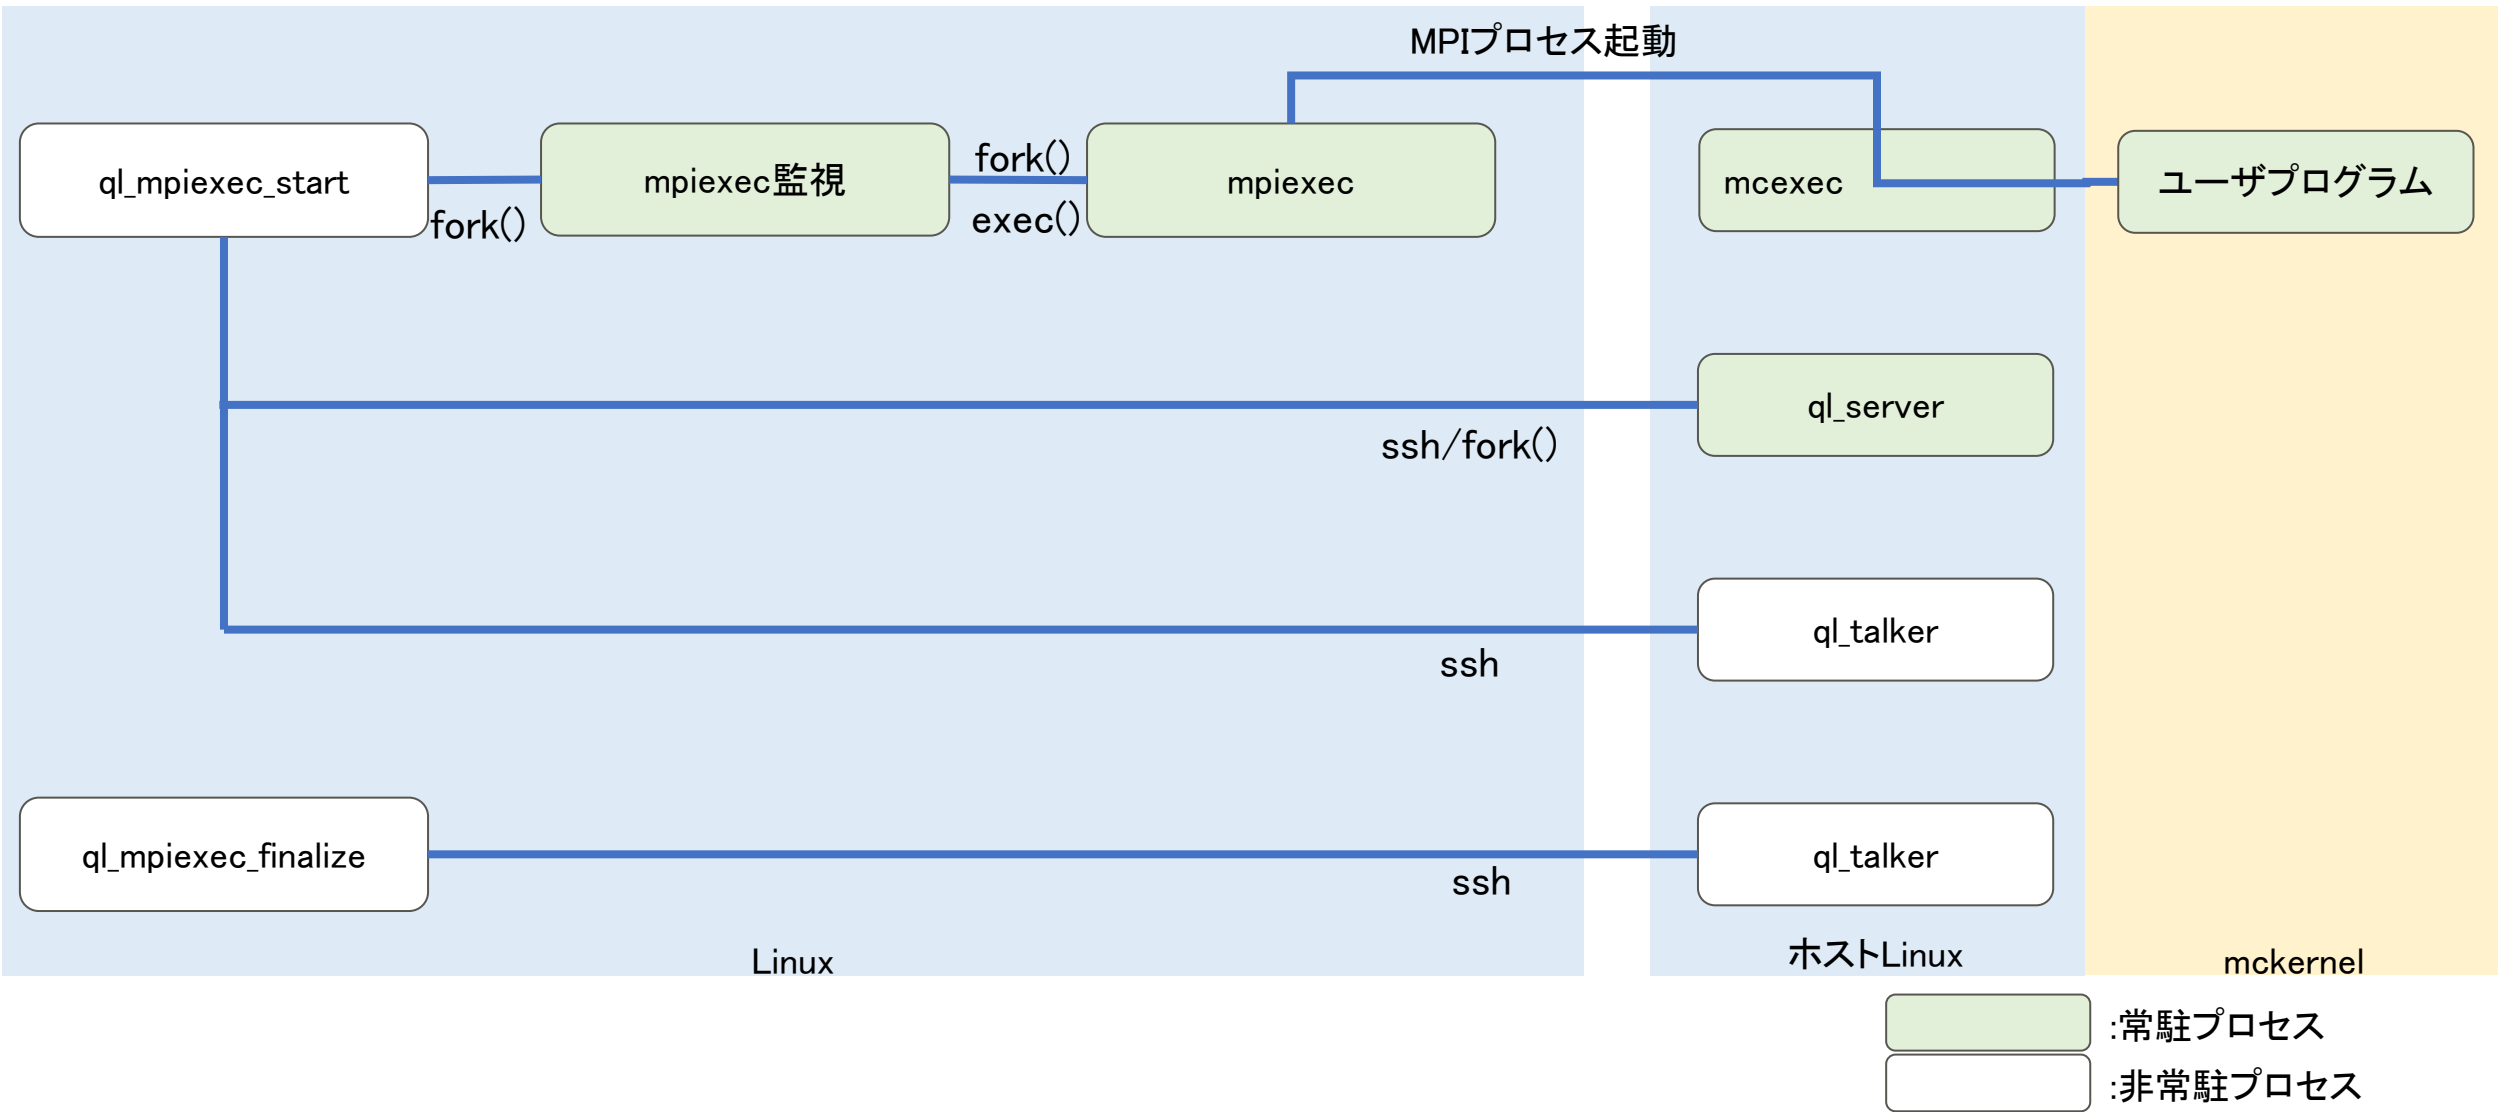 MPIプロセス起動
ql_mpiexec_start
fork()
mpiexec監視
fork()
exec()
mpiexec
mcexec
ユーザプログラム
ql_server
ssh/fork()
ql_talker
ssh
ql_mpiexec_finalize
ql_talker
ssh
Linux
ホストLinux
mckernel
:常駐プロセス
:非常駐プロセス